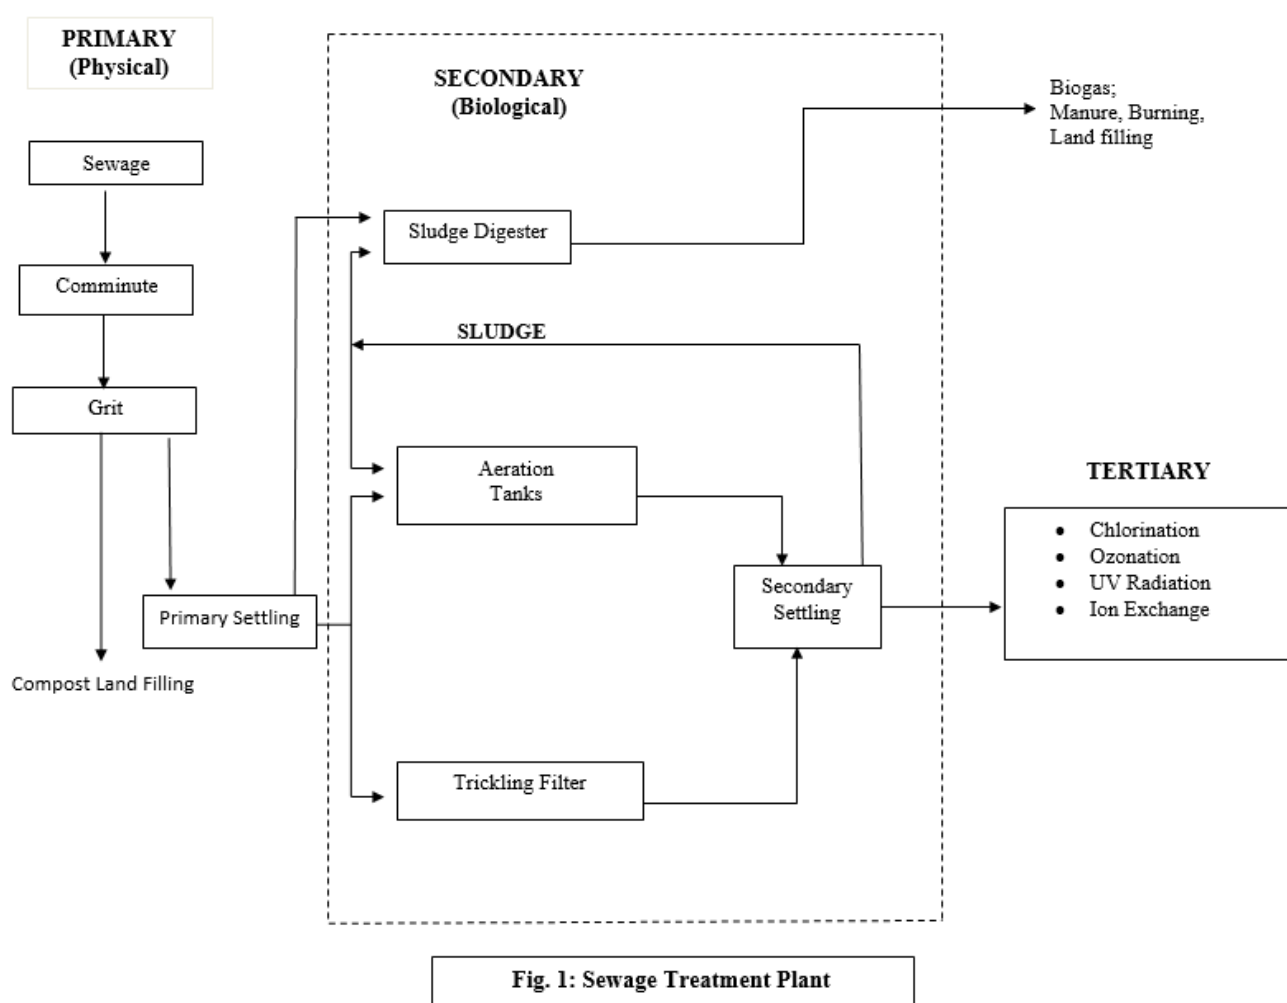 PRIMARY
(Physical)
SECONDARY
(Biological)
Biogas;
Manure, Burning,
Land filling
Sewage
Sludge Digester
Comminute
SLUDGE
Grit
Aeration
Tanks
TERTIARY
• Chlorination
• Ozonation
• UV Radiation
• Ion Exchange
Secondary
Settling
Primary Settling
Compost Land Filling
Trickling Filter
Fig. 1: Sewage Treatment Plant